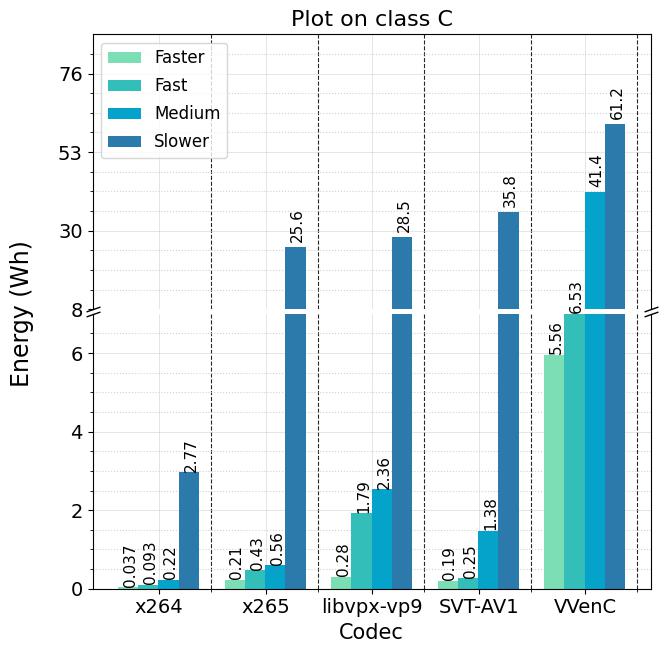 Plot on class C
Faster
Fast
Medium
Slower
Energy (Wh)
76
53
30
8
6
4
2
0
0.037
0.093
0.22
2.77
0.21
0.43
0.56
25.6
0.28
1.79
2.36
28.5
0.19
0.25
1.38
35.8
5.56
6.53
41.4
61.2
x264
x265
libvpx-vp9
SVT-AV1
VVenC
Codec